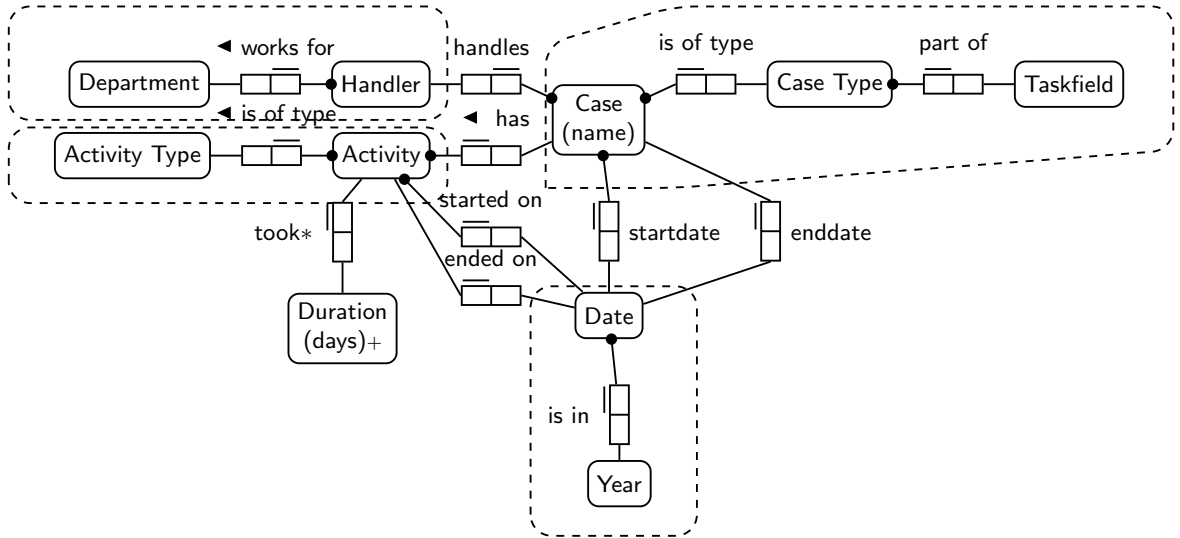 ◄ works for
handles
is of type
part of
Department
Handler
Case Type
Taskfield
Case
(name)
◄ is of type
◄ has
Activity Type
Activity
started on
took*
startdate
enddate
ended on
Duration
(days)+
Date
is in
Year